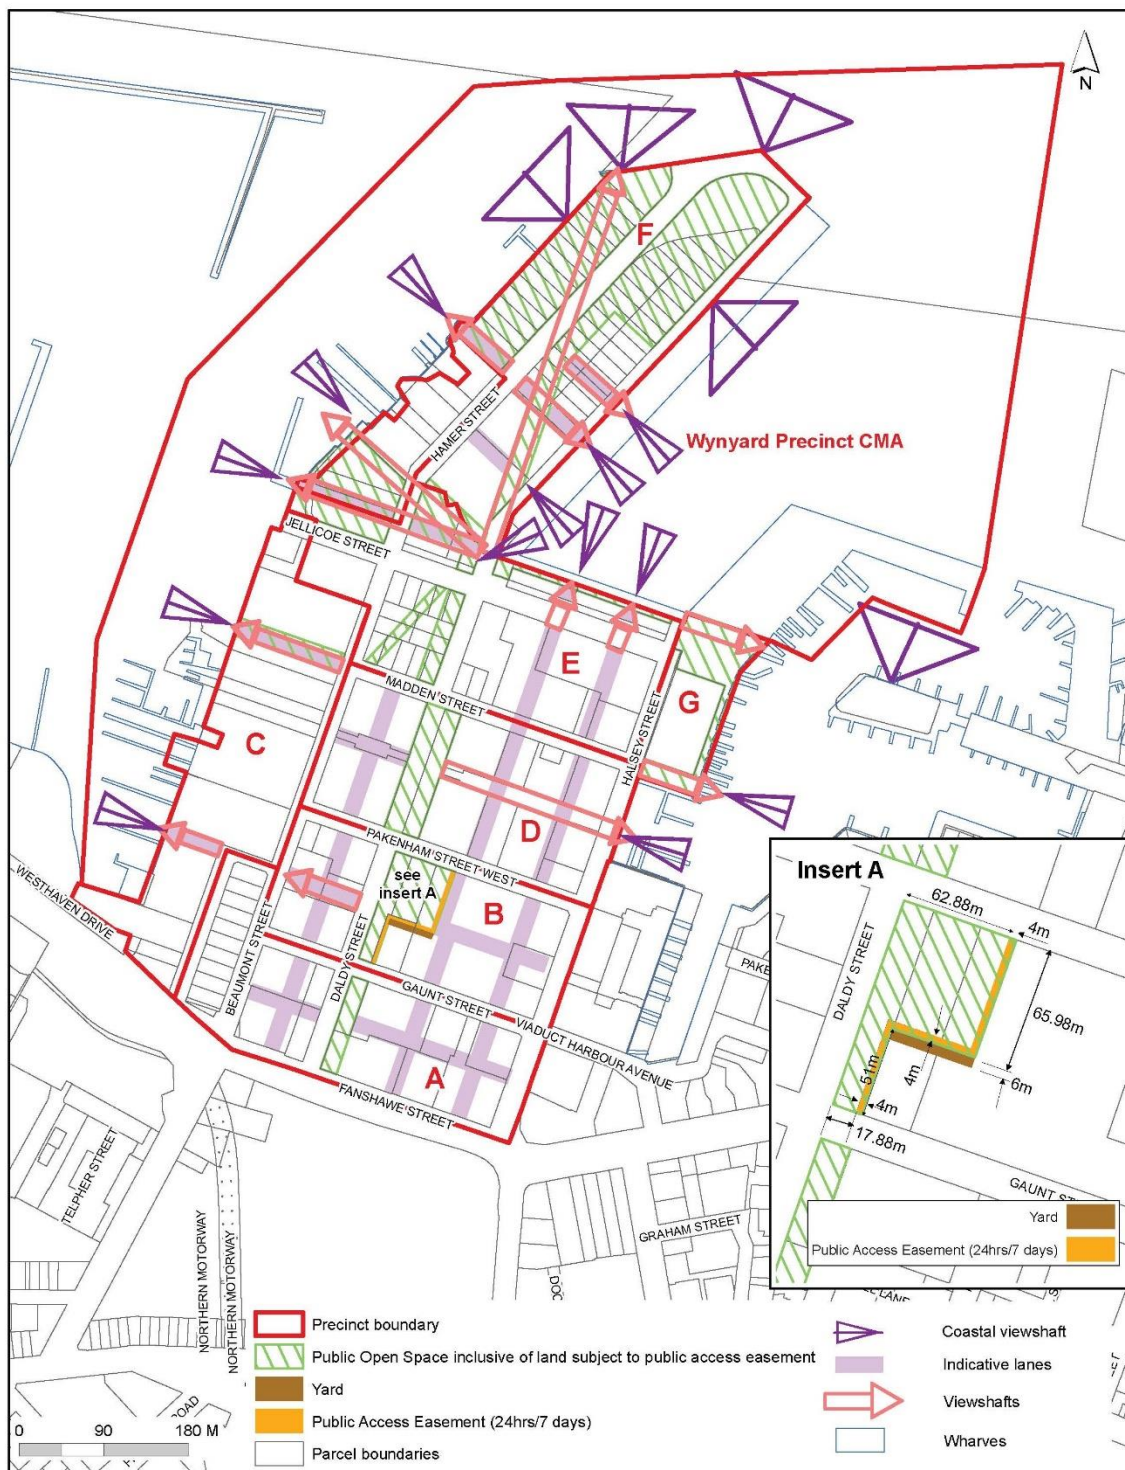 N
F
Wynyard Precinct CMA
HAMER STREET
JELLICOE STREET
E
G
MADDEN STREET
HALSEY STREET
C
D
PAKENHAM STREET WEST
see
insert A
B
WESTHAVEN DRIVE
BEAUMONT STREET
DALDY STREET
GAUNT STREET
VIADUCT HARBOUR AVENUE
A
FANSHAWE STREET
TELPHER STREET
NORTHERN MOTORWAY
NORTHERN MOTORWAY
GRAHAM STREET
Insert A
62.88m
4m
DALDY STREET
65.98m
51m
4m
6m
4m
17.88m
GAUNT
Yard
Public Access Easement (24hrs/7 days)
LANE
Precinct boundary
Public Open Space inclusive of land subject to public access easement
Yard
Public Access Easement (24hrs/7 days)
Parcel boundaries
Coastal viewshaft
Indicative lanes
Viewshafts
Wharves
ROAD
0 90 180 M